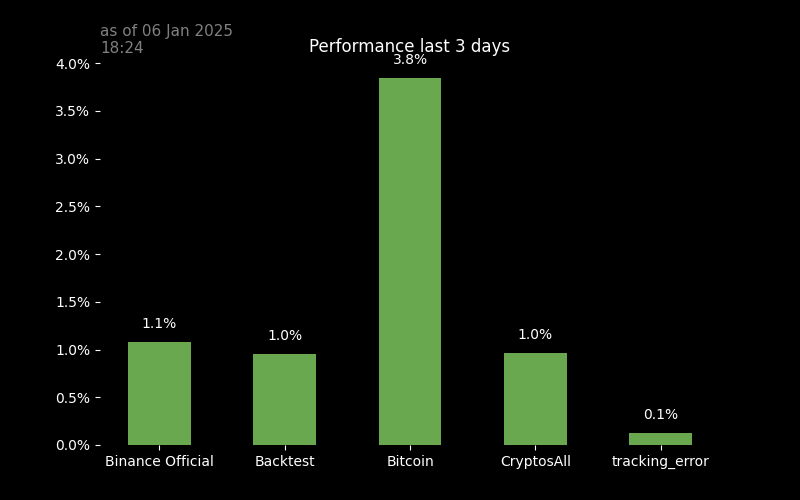 as of 06 Jan 2025
18:24
Performance last 3 days
4.0%
3.5%
3.0%
2.5%
2.0%
1.5%
1.0%
0.5%
0.0%
1.1%
1.0%
3.8%
1.0%
0.1%
Binance Official
Backtest
Bitcoin
CryptosAll
tracking_error